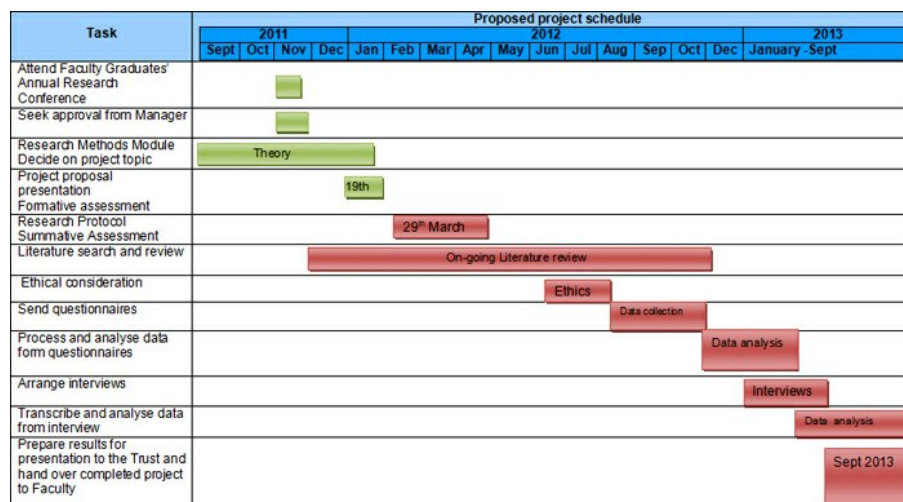 Task
Proposed project schedule
2011 2012 2013
Sept Oct Nov Dec Jan Feb Mar Apr May Jun Jul Aug Sep Oct Dec January -Sept
Attend Faculty Graduates'
Annual Research
Conference
Seek approval from Manager
Research Methods Module
Decide on project topic
Theory
Project proposal
presentation
Formative assessment
19th
Research Protocol
Summative Assessment
29th March
Literature search and review
On-going Literature review
Ethical consideration
Ethics
Send questionnaires
Data collection
Process and analyse data
form questionnaires
Data analysis
Arrange interviews
Interviews
Transcribe and analyse data
from interview
Data analysis
Prepare results for
presentation to the Trust and
hand over completed project
to Faculty
Sept 2013